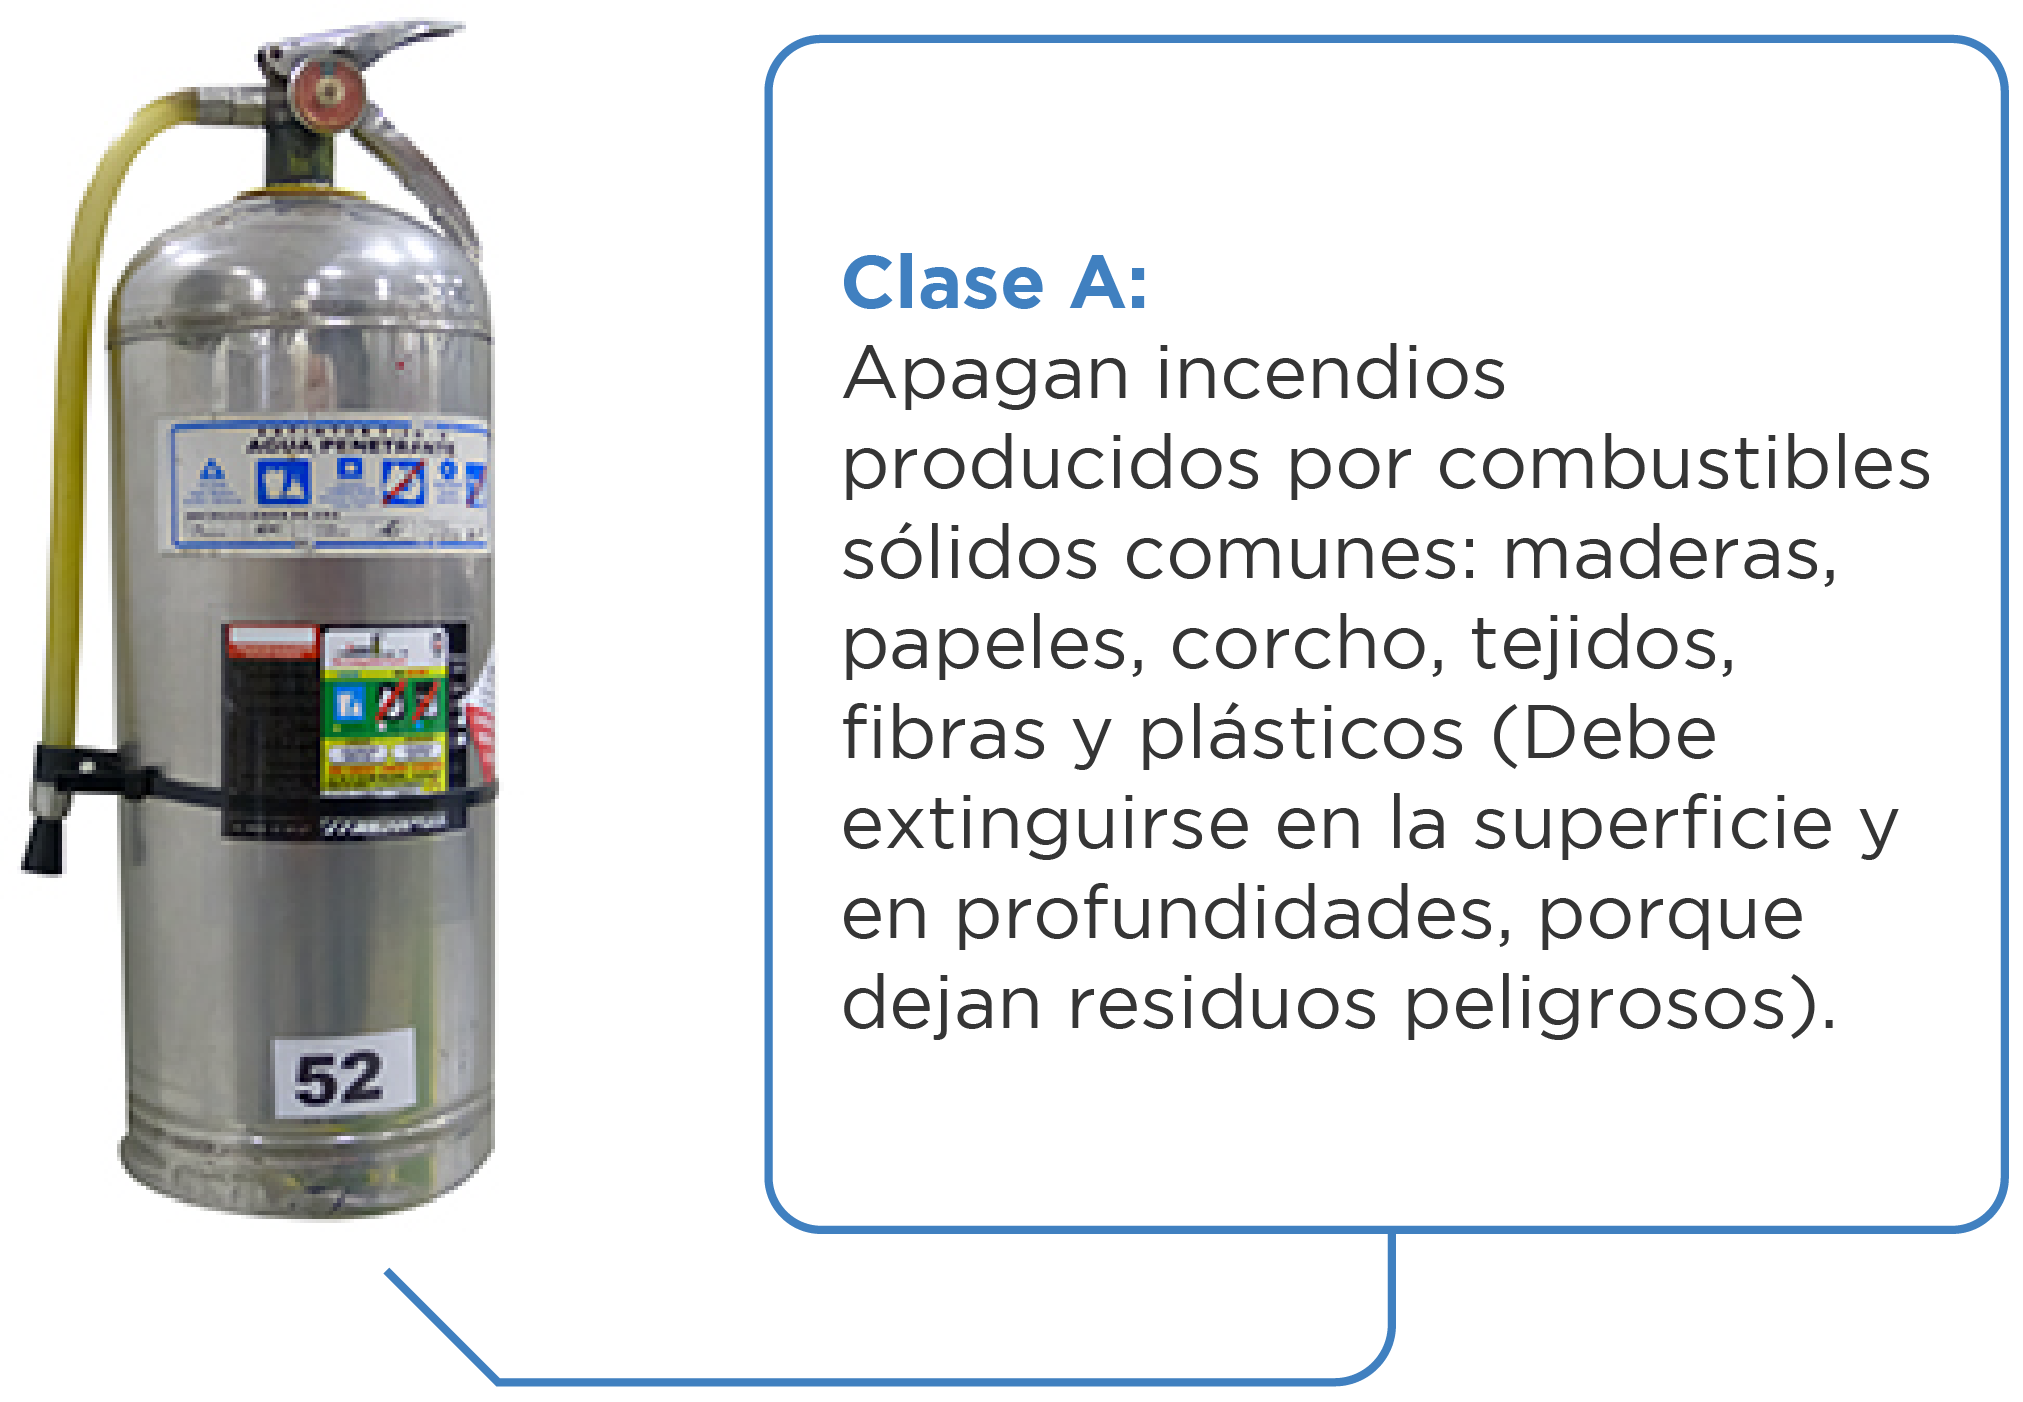 AGUA PENETRANTE
52
Clase A:
Apagan incendios
producidos por combustibles
sólidos comunes: maderas,
papeles, corcho, tejidos,
fibras y plásticos (Debe
extinguirse en la superficie y
en profundidades, porque
dejan residuos peligrosos).